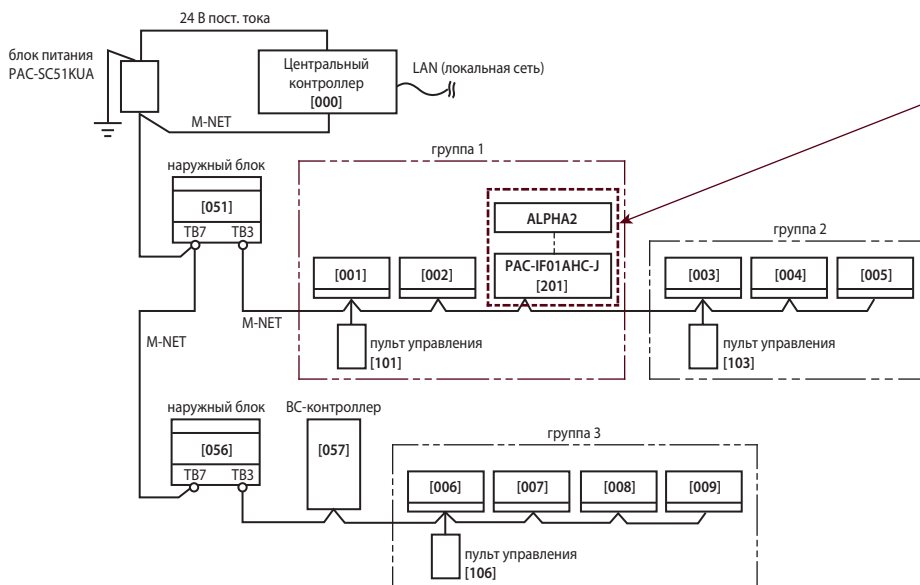 24 В пост. тока
блок питания
PAC-SC51KUA
Центральный
контроллер
[000]
LAN (локальная сеть)
M-NET
группа 1
наружный блок
[051]
TB7 TB3
ALPHA2
PAC-IF01AHC-J
[201]
группа 2
[001] [002]
[003] [004] [005]
M-NET
пульт управления
[101]
пульт управления
[103]
M-NET
наружный блок
[056]
TB7 TB3
BC-контроллер
[057]
группа 3
[006] [007] [008] [009]
пульт управления
[106]